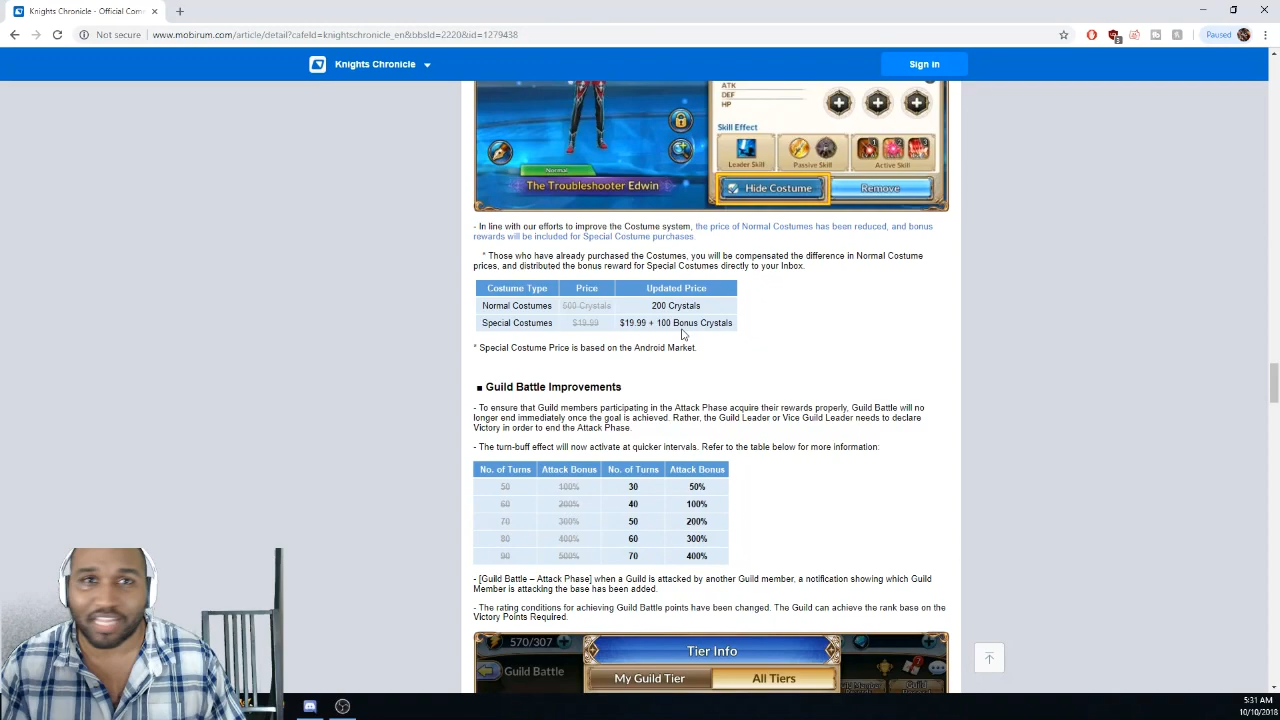 Knights Chronicle - Official Com
Not secure
www.mobirum.com/article/detail?cafeId=knightschronicle_en&bbsId=2220&id=1279438
Paused
Knights Chronicle
Sign in
ATK
DEF
HP
Skill Effect
Leader Skill
Passive Skill
Active Skill
Normal
The Troubleshooter Edwin
Hide Costume
Remove
- In line with our efforts to improve the Costume system, the price of Normal Costumes has been reduced, and bonus
rewards will be included for Special Costume purchases.
* Those who have already purchased the Costumes, you will be compensated the difference in Normal Costume
prices, and distributed the bonus reward for Special Costumes directly to your Inbox.
Costume Type Price Updated Price
Normal Costumes 500 Crystals 200 Crystals
Special Costumes $19.99 $19.99 + 100 Bonus Crystals
* Special Costume Price is based on the Android Market.
■ Guild Battle Improvements
- To ensure that Guild members participating in the Attack Phase acquire their rewards properly, Guild Battle will no
longer end immediately once the goal is achieved. Rather, the Guild Leader or Vice Guild Leader needs to declare
Victory in order to end the Attack Phase.
- The turn-buff effect will now activate at quicker intervals. Refer to the table below for more information:
No. of Turns Attack Bonus No. of Turns Attack Bonus
50 100% 30 50%
60 200% 40 100%
70 300% 50 200%
80 400% 60 300%
90 500% 70 400%
- [Guild Battle – Attack Phase] when a Guild is attacked by another Guild member, a notification showing which Guild
Member is attacking the base has been added.
- The rating conditions for achieving Guild Battle points have been changed. The Guild can achieve the rank base on the
Victory Points Required.
570/307
Tier Info
Guild Battle
My Guild Tier
All Tiers
5:31 AM
10/10/2018